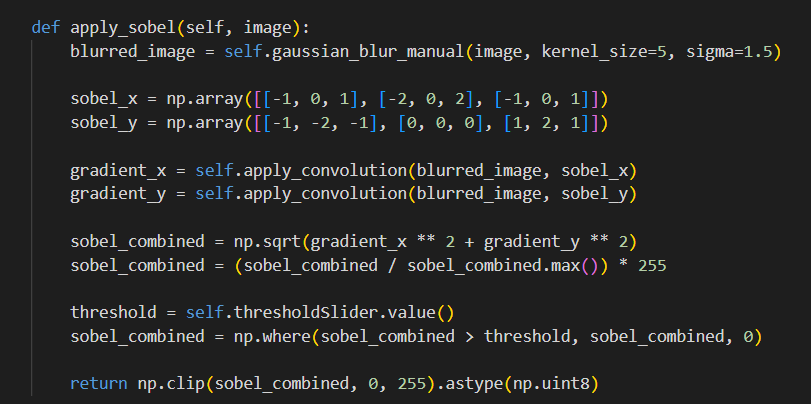 def apply_sobel(self, image):
    blurred_image = self.gaussian_blur_manual(image, kernel_size=5, sigma=1.5)

    sobel_x = np.array([[-1, 0, 1], [-2, 0, 2], [-1, 0, 1]])
    sobel_y = np.array([[-1, -2, -1], [0, 0, 0], [1, 2, 1]])

    gradient_x = self.apply_convolution(blurred_image, sobel_x)
    gradient_y = self.apply_convolution(blurred_image, sobel_y)

    sobel_combined = np.sqrt(gradient_x ** 2 + gradient_y ** 2)
    sobel_combined = (sobel_combined / sobel_combined.max()) * 255

    threshold = self.thresholdSlider.value()
    sobel_combined = np.where(sobel_combined > threshold, sobel_combined, 0)

    return np.clip(sobel_combined, 0, 255).astype(np.uint8)